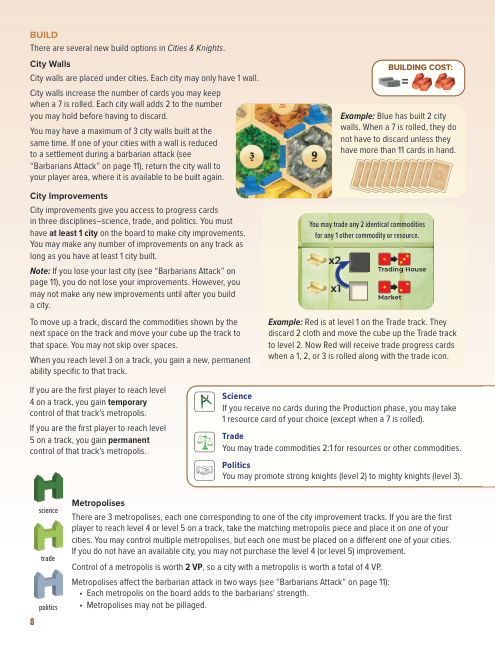 BUILD
There are several new build options in Cities & Knights.
City Walls
City walls are placed under cities. Each city may only have 1 wall.
City walls increase the number of cards you may keep
when a 7 is rolled. Each city wall adds 2 to the number
you may hold before having to discard.
You may have a maximum of 3 city walls built at the
same time. If one of your cities with a wall is reduced
to a settlement during a barbarian attack (see
"Barbarians Attack" on page 11), return the city wall to
your player area, where it is available to be built again.
BUILDING COST:
=
3
9
Example: Blue has built 2 city
walls. When a 7 is rolled, they do
not have to discard unless they
have more than 11 cards in hand.
City Improvements
City improvements give you access to progress cards
in three disciplines–science, trade, and politics. You must
have at least 1 city on the board to make city improvements.
You may make any number of improvements on any track as
long as you have at least 1 city built.
Note: If you lose your last city (see "Barbarians Attack" on
page 11), you do not lose your improvements. However, you
may not make any new improvements until after you build
a city.
To move up a track, discard the commodities shown by the
next space on the track and move your cube up the track to
that space. You may not skip over spaces.
When you reach level 3 on a track, you gain a new, permanent
ability specific to that track.
You may trade any 2 identical commodities
for any 1 other commodity or resource.
x2
Trading House
x1
Market
Example: Red is at level 1 on the Trade track. They
discard 2 cloth and move the cube up the Trade track
to level 2. Now Red will receive trade progress cards
when a 1, 2, or 3 is rolled along with the trade icon.
If you are the first player to reach level
4 on a track, you gain temporary
control of that track's metropolis.
If you are the first player to reach level
5 on a track, you gain permanent
control of that track's metropolis.
Science
If you receive no cards during the Production phase, you may take
1 resource card of your choice (except when a 7 is rolled).
Trade
You may trade commodities 2:1 for resources or other commodities.
Politics
You may promote strong knights (level 2) to mighty knights (level 3).
science
trade
politics
Metropolises
There are 3 metropolises, each one corresponding to one of the city improvement tracks. If you are the first
player to reach level 4 or level 5 on a track, take the matching metropolis piece and place it on one of your
cities. You may control multiple metropolises, but each one must be placed on a different one of your cities.
If you do not have an available city, you may not purchase the level 4 (or level 5) improvement.
Control of a metropolis is worth 2 VP, so a city with a metropolis is worth a total of 4 VP.
Metropolises affect the barbarian attack in two ways (see "Barbarians Attack" on page 11):
• Each metropolis on the board adds to the barbarians' strength.
• Metropolises may not be pillaged.
8